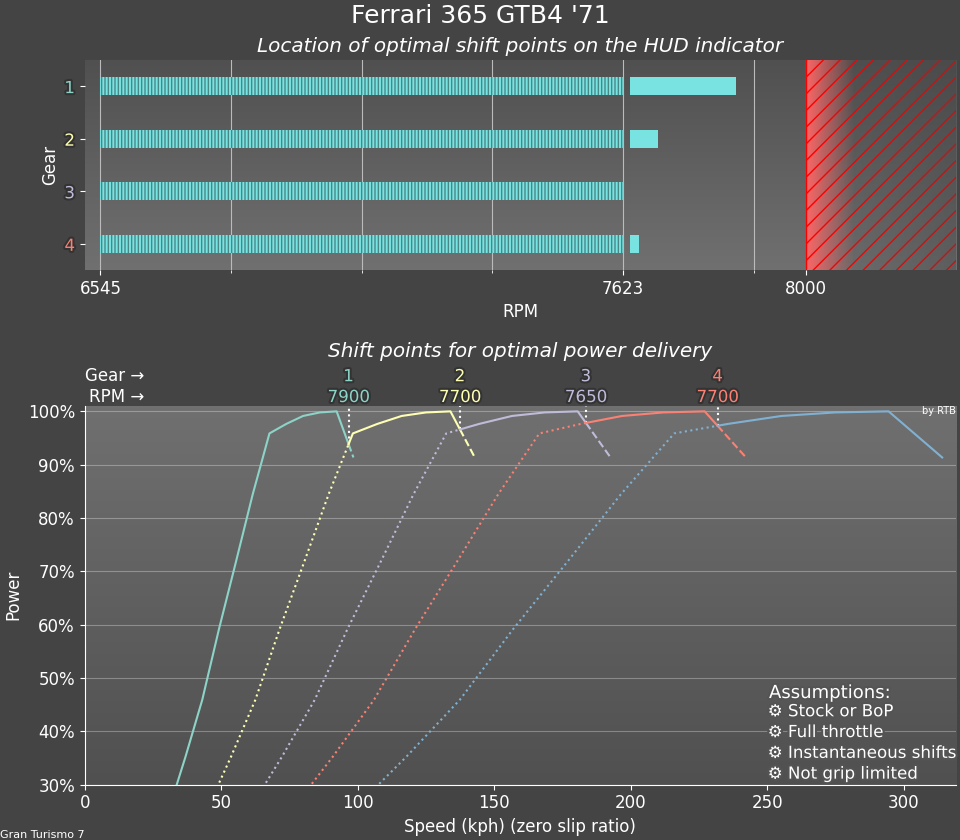 Ferrari 365 GTB4 '71
Location of optimal shift points on the HUD indicator
Gear
1
2
3
4
6545 7623 8000
RPM
Shift points for optimal power delivery
Gear → 1 2 3 4
RPM → 7900 7700 7650 7700
by RTB
Power
100%
90%
80%
70%
60%
50%
40%
30%
Assumptions:
⚙ Stock or BoP
⚙ Full throttle
⚙ Instantaneous shifts
⚙ Not grip limited
0 50 100 150 200 250 300
Speed (kph) (zero slip ratio)
Gran Turismo 7